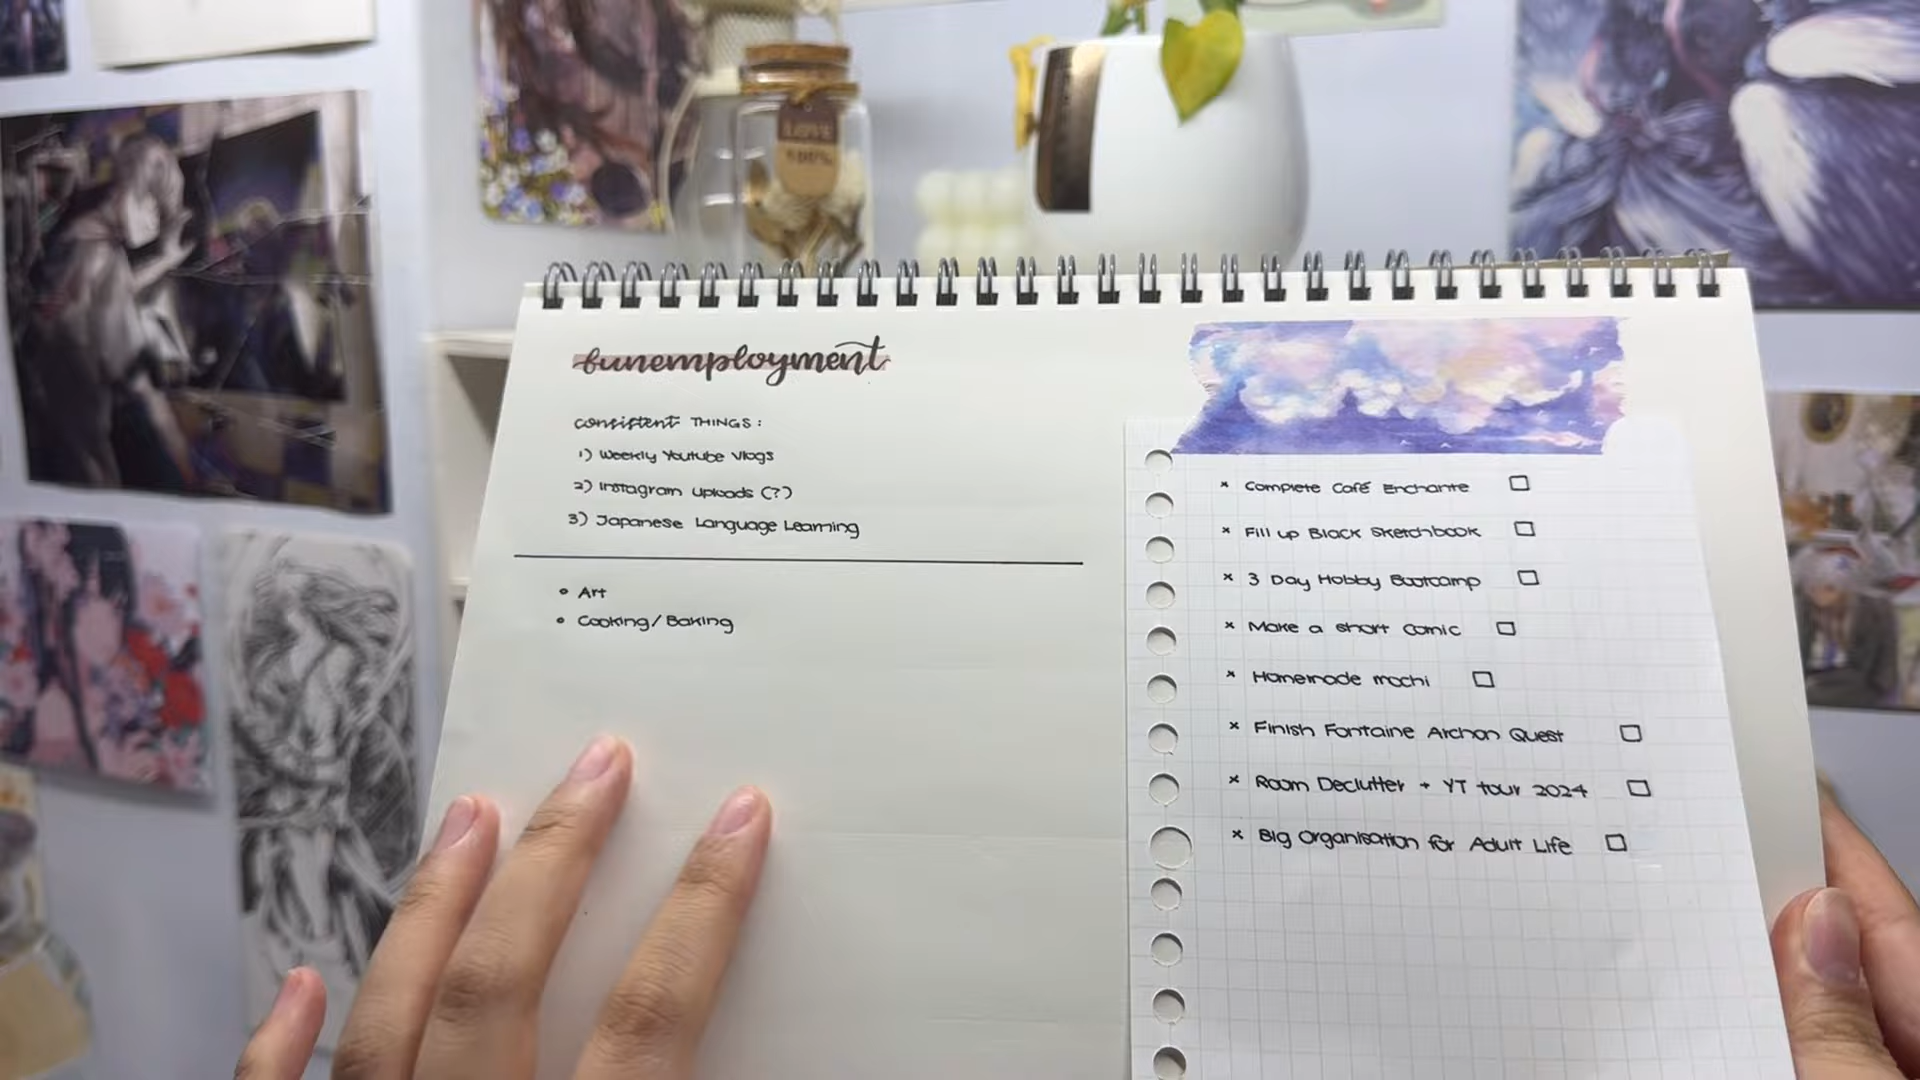 LOVE
100%
funemployment
consistent THINGS:
1) Weekly Youtube Vlogs
2) Instagram Uploads (?)
3) Japanese Language Learning
• Art
• Cooking/Baking
× Complete Café Enchante
× Fill up Black Sketchbook
× 3 Day Hobby Bootcamp
× Make a short comic
× Homemade mochi
× Finish Fontaine Archon Quest
× Room Declutter + YT tour 2024
× Big Organisation for Adult Life